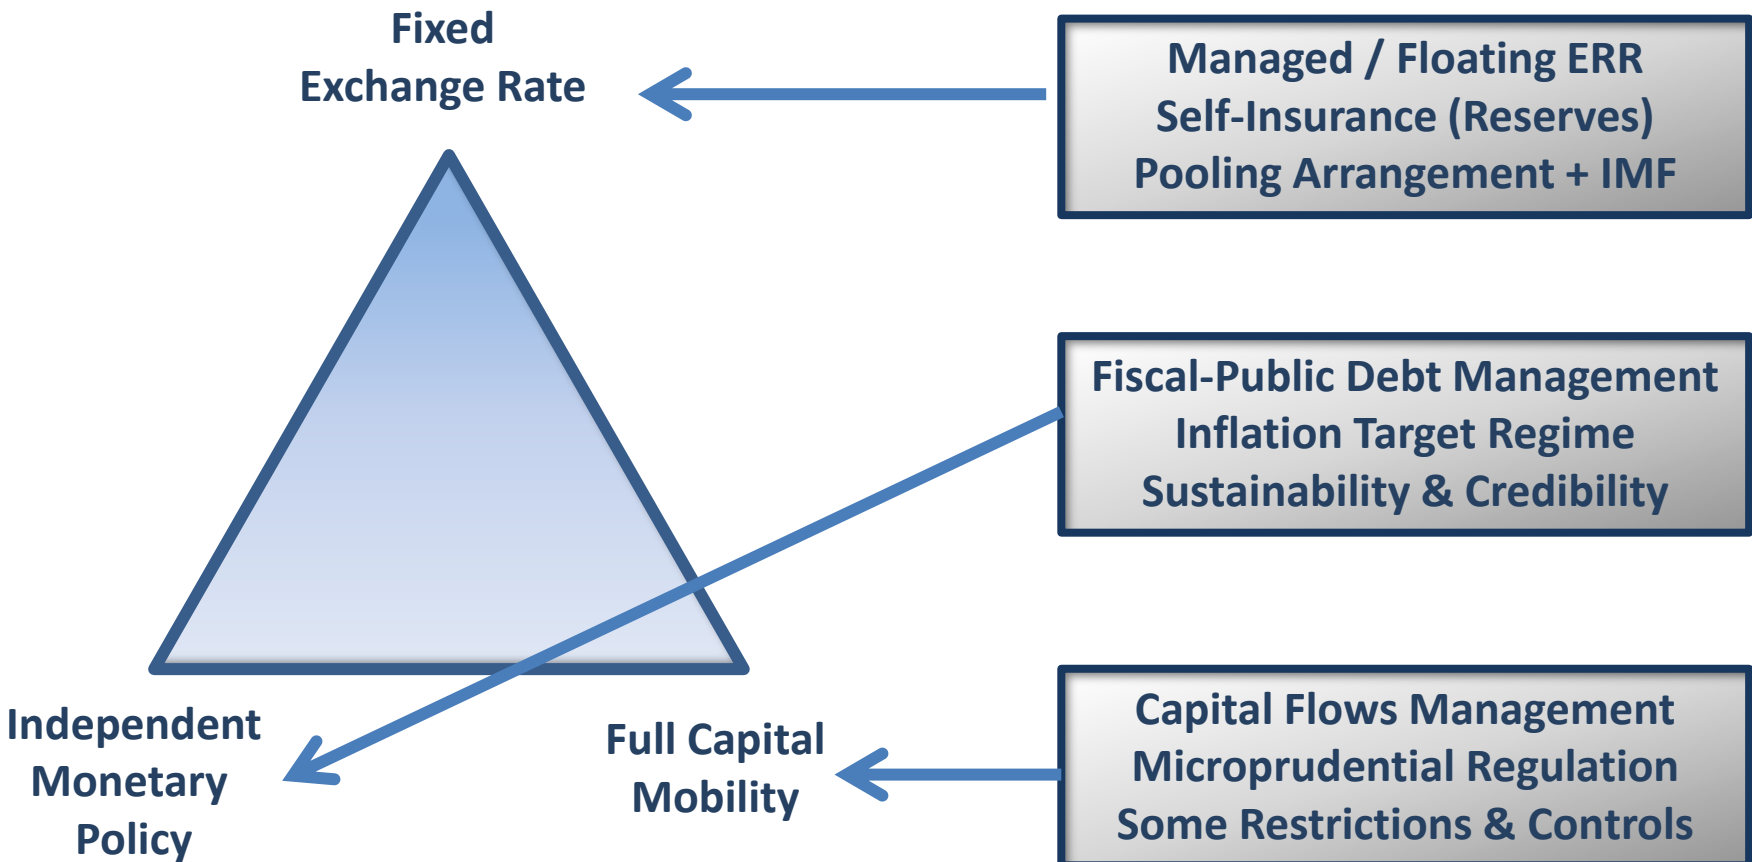 Fixed
Exchange Rate
Managed / Floating ERR
Self-Insurance (Reserves)
Pooling Arrangement + IMF
Fiscal-Public Debt Management
Inflation Target Regime
Sustainability & Credibility
Independent
Monetary
Policy
Full Capital
Mobility
Capital Flows Management
Microprudential Regulation
Some Restrictions & Controls